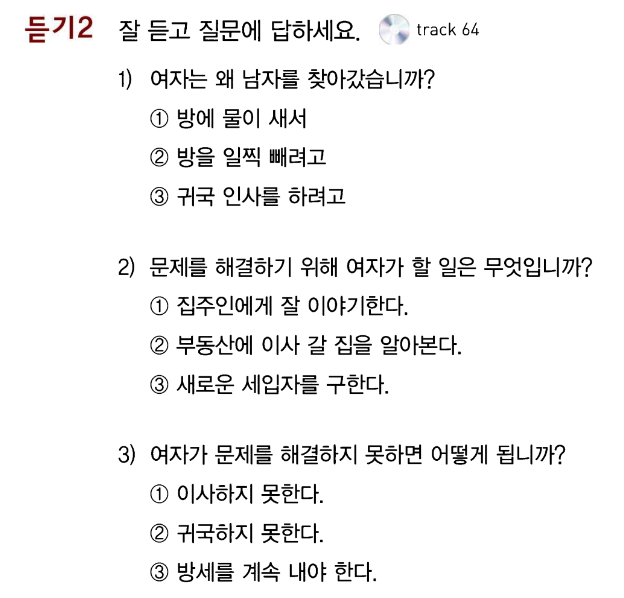 듣기2 잘 듣고 질문에 답하세요. track 64
1) 여자는 왜 남자를 찾아갔습니까?
① 방에 물이 새서
② 방을 일찍 빼려고
③ 귀국 인사를 하려고
2) 문제를 해결하기 위해 여자가 할 일은 무엇입니까?
① 집주인에게 잘 이야기한다.
② 부동산에 이사 갈 집을 알아본다.
③ 새로운 세입자를 구한다.
3) 여자가 문제를 해결하지 못하면 어떻게 됩니까?
① 이사하지 못한다.
② 귀국하지 못한다.
③ 방세를 계속 내야 한다.